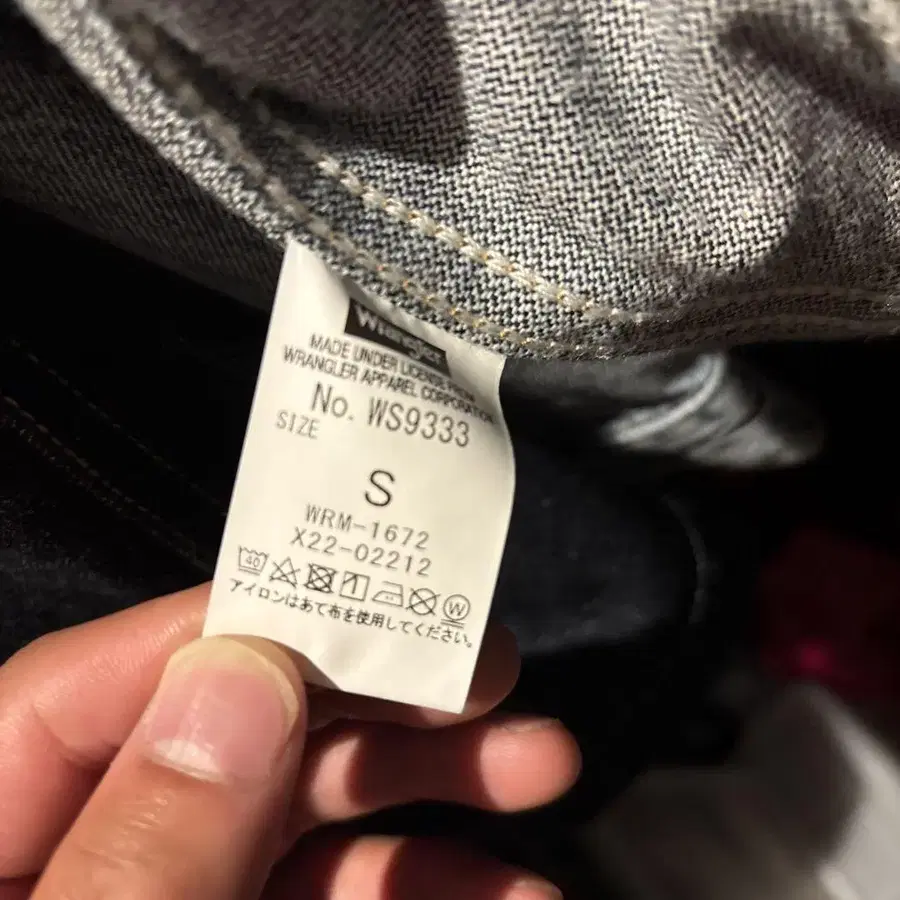 Wrangler
MADE UNDER LICENSE FROM
WRANGLER APPAREL CORPORATION
No. WS9333
SIZE
S
WRM-1672
X22-02212
40 W
アイロンはあて布を使用してください。